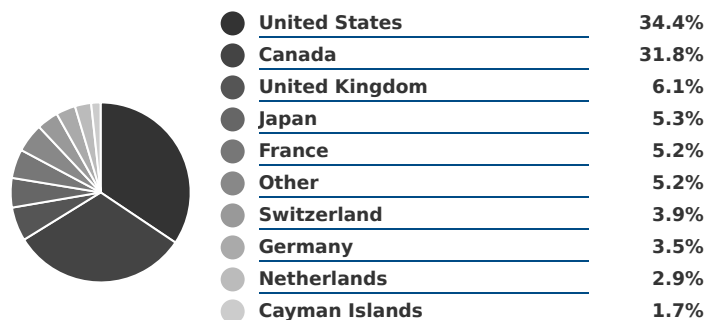 United States 34.4%
Canada 31.8%
United Kingdom 6.1%
Japan 5.3%
France 5.2%
Other 5.2%
Switzerland 3.9%
Germany 3.5%
Netherlands 2.9%
Cayman Islands 1.7%